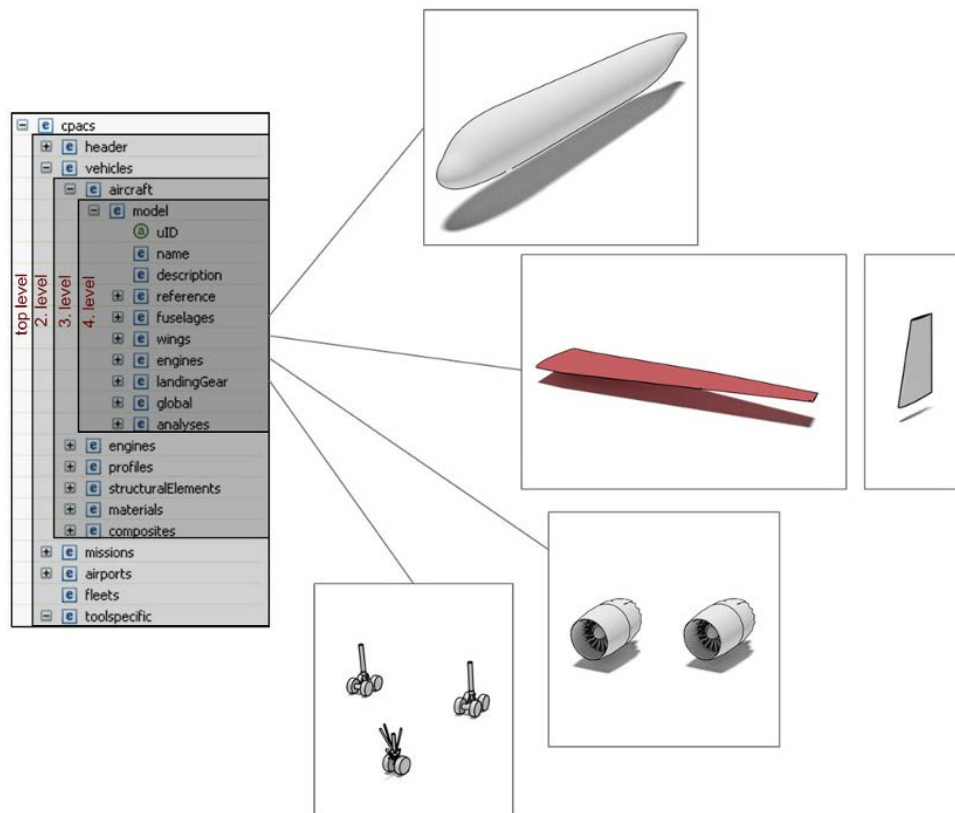 cpacs
header
vehicles
aircraft
model
uID
name
description
reference
fuselages
wings
engines
landingGear
global
analyses
engines
profiles
structuralElements
materials
composites
missions
airports
fleets
toolspecific
top level
2. level
3. level
4. level